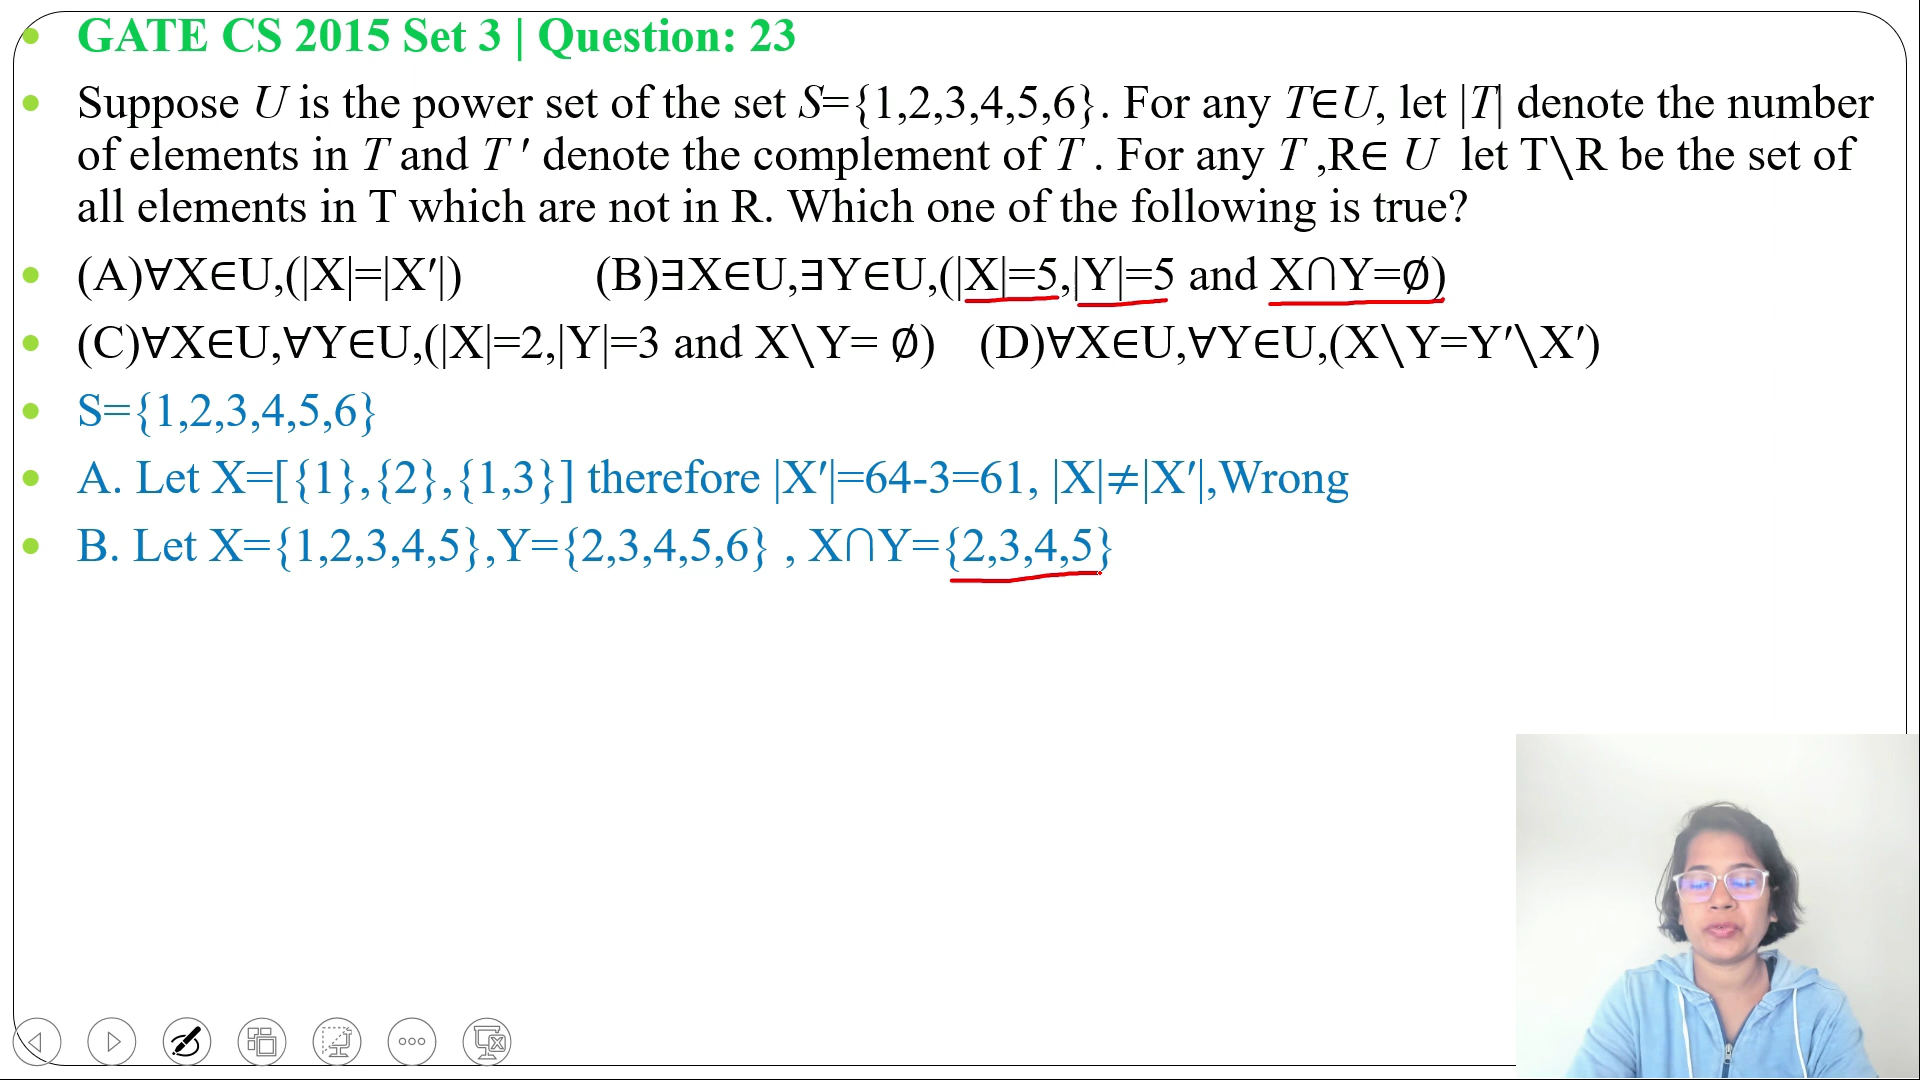 GATE CS 2015 Set 3 | Question: 23
Suppose U is the power set of the set S={1,2,3,4,5,6}. For any T∈U, let |T| denote the number
of elements in T and T ′ denote the complement of T . For any T ,R∈ U let T\R be the set of
all elements in T which are not in R. Which one of the following is true?
(A)∀X∈U,(|X|=|X′|) (B)∃X∈U,∃Y∈U,(|X|=5,|Y|=5 and X∩Y=∅)
(C)∀X∈U,∀Y∈U,(|X|=2,|Y|=3 and X\Y= ∅) (D)∀X∈U,∀Y∈U,(X\Y=Y′\X′)
S={1,2,3,4,5,6}
A. Let X=[{1},{2},{1,3}] therefore |X′|=64-3=61, |X|≠|X′|,Wrong
B. Let X={1,2,3,4,5},Y={2,3,4,5,6} , X∩Y={2,3,4,5}